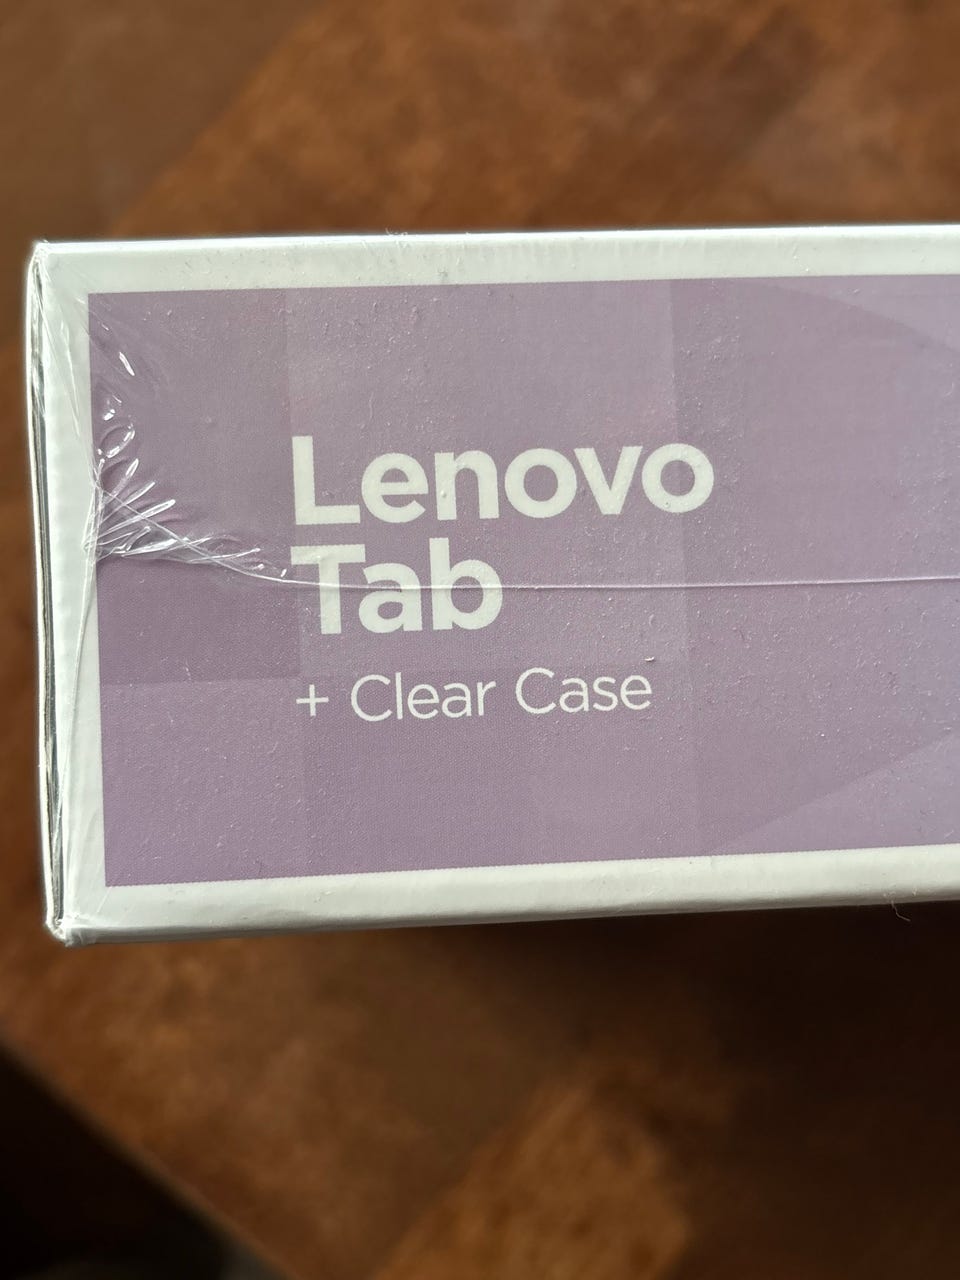 Lenovo
Tab
+ Clear Case